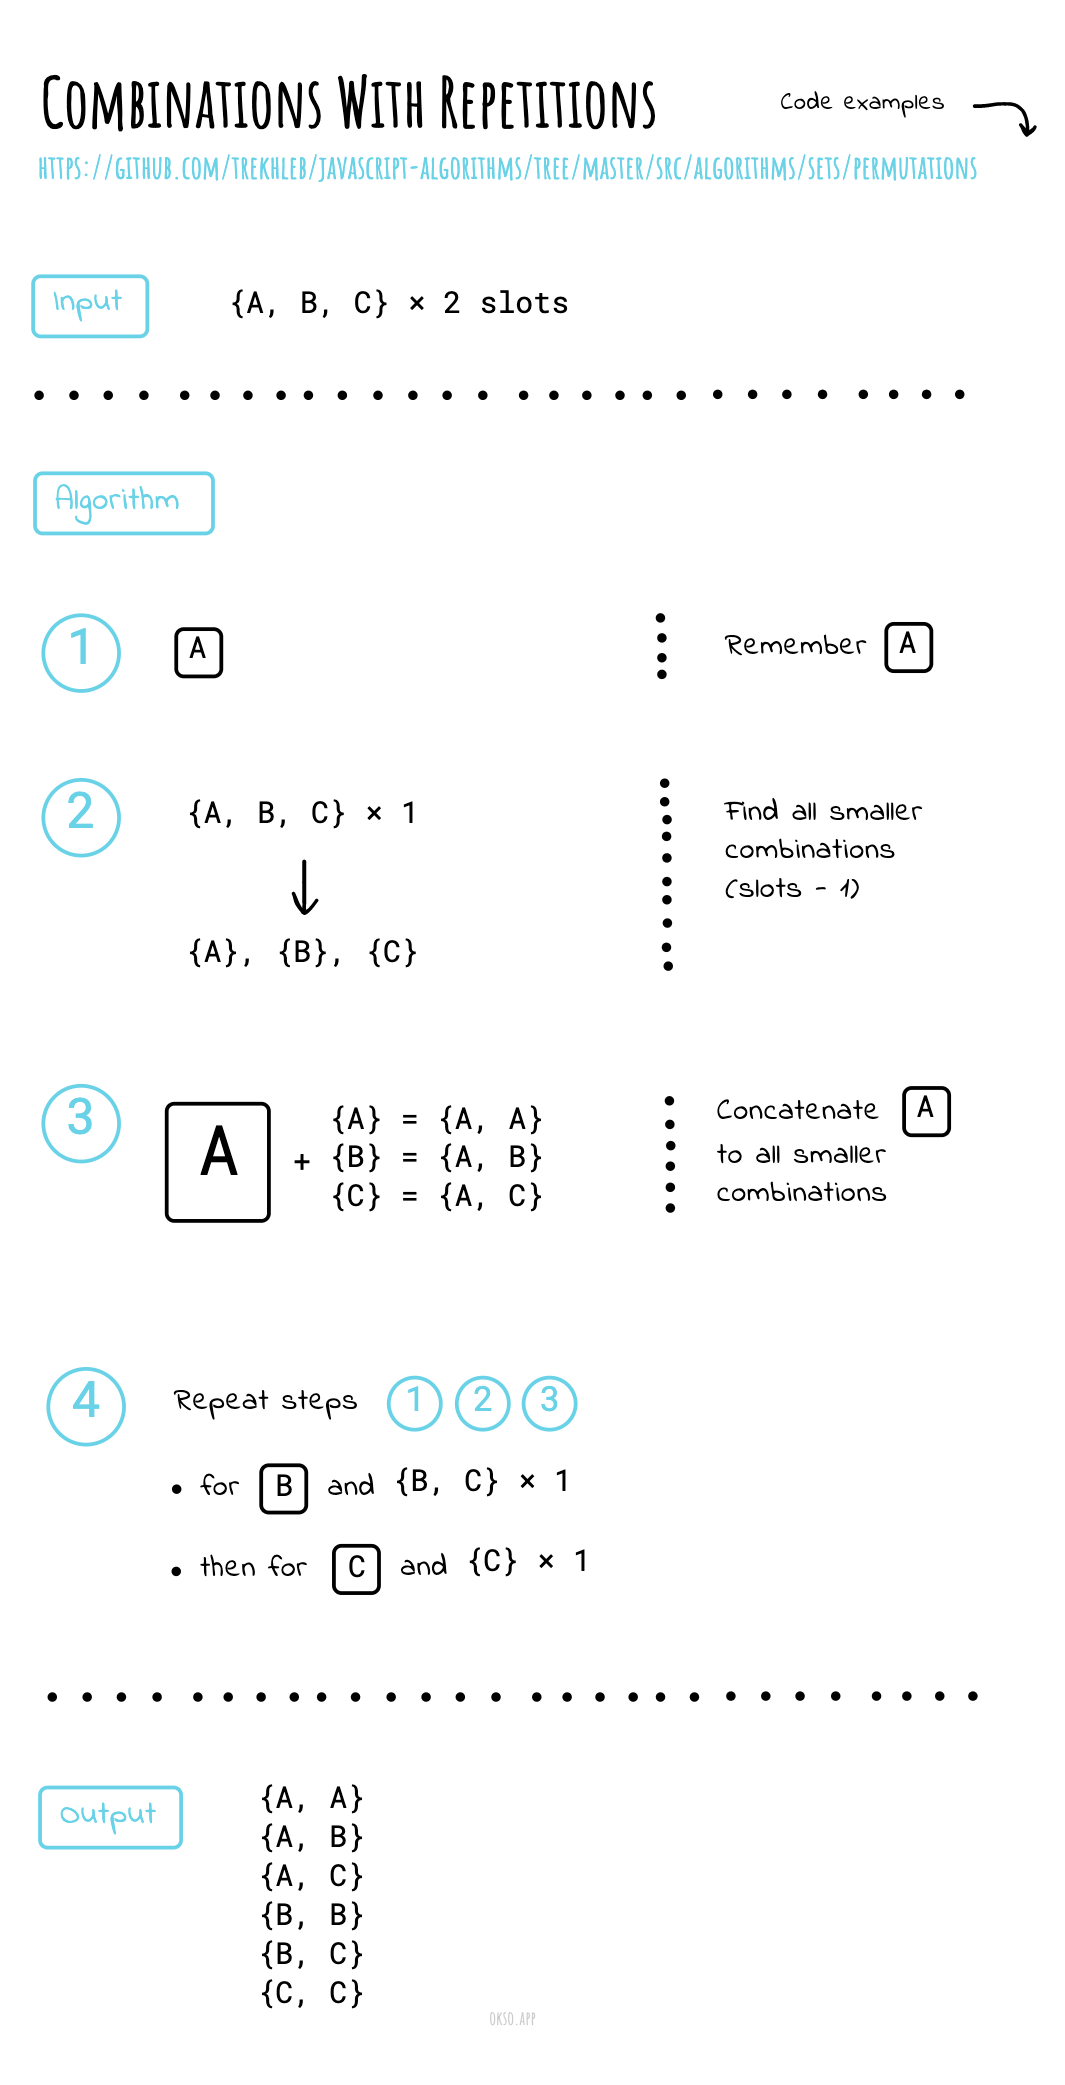 Combinations With Repetitions
Code examples
https://github.com/trekhleb/javascript-algorithms/tree/master/src/algorithms/sets/permutations
Input
{A, B, C} × 2 slots
Algorithm
1
A
Remember A
2
{A, B, C} × 1
{A}, {B}, {C}
Find all smaller
combinations
(slots - 1)
3
A
+
{A} = {A, A}
{B} = {A, B}
{C} = {A, C}
Concatenate A
to all smaller
combinations
4
Repeat steps 1 2 3
• for B and {B, C} × 1
• then for C and {C} × 1
Output
{A, A}
{A, B}
{A, C}
{B, B}
{B, C}
{C, C}
okso.app